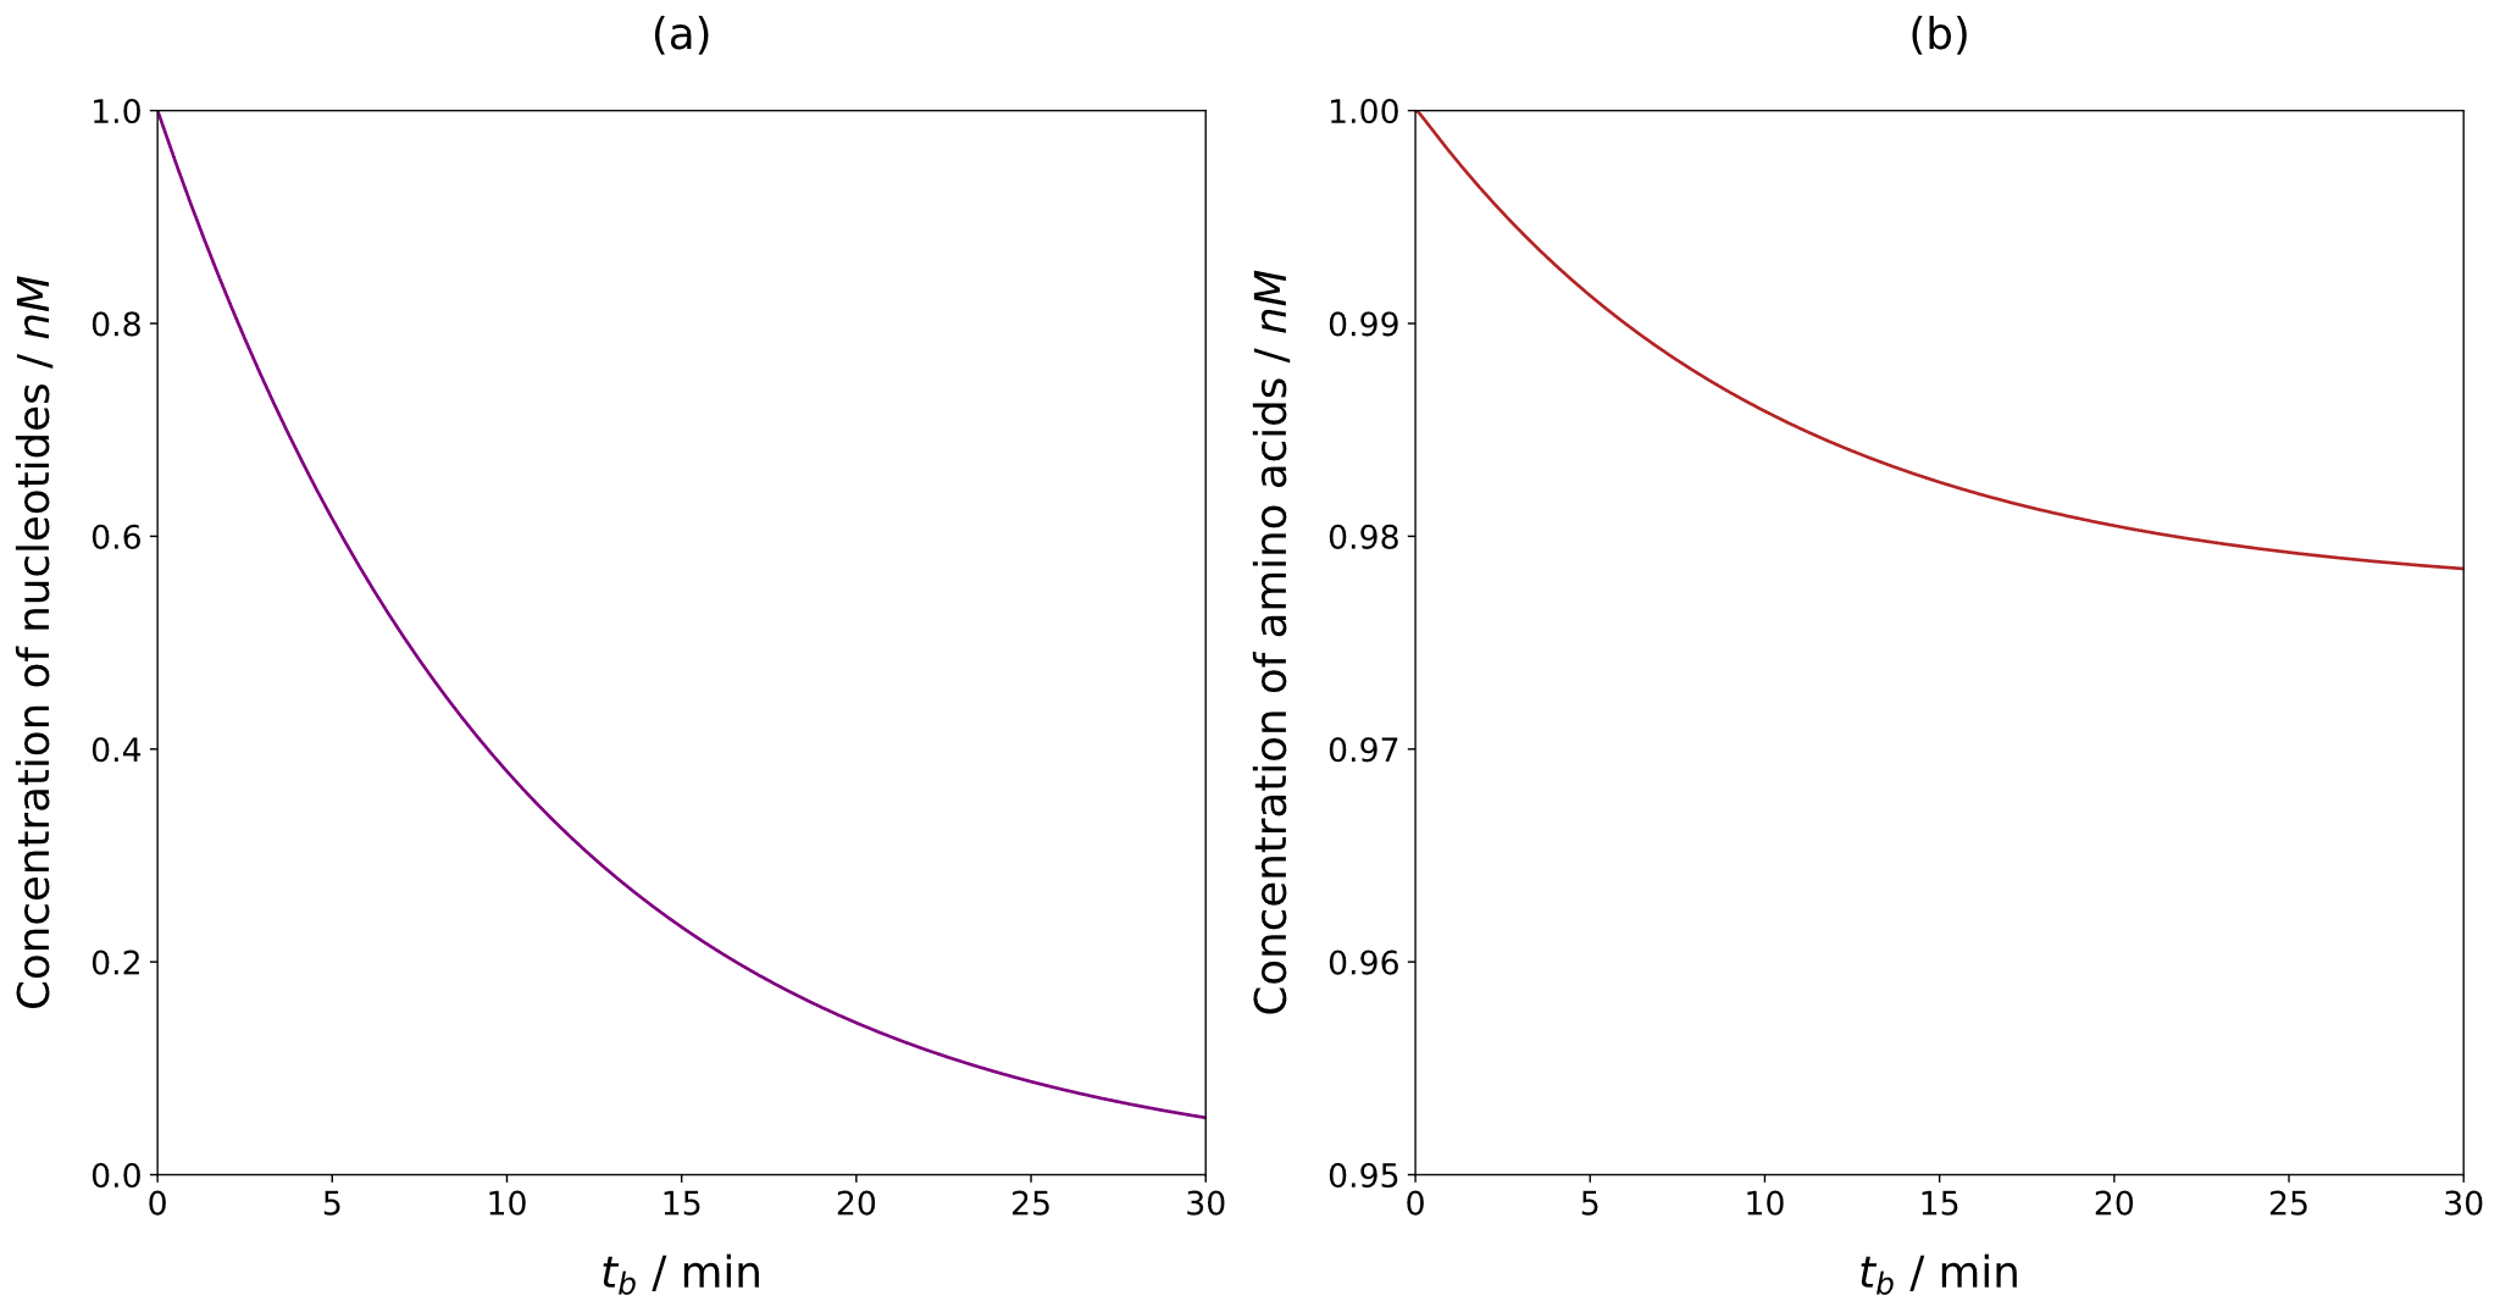 (a)
Concentration of nucleotides / nM
1.0
0.8
0.6
0.4
0.2
0.0
0 5 10 15 20 25 30
t_b / min
(b)
Concentration of amino acids / nM
1.00
0.99
0.98
0.97
0.96
0.95
0 5 10 15 20 25 30
t_b / min